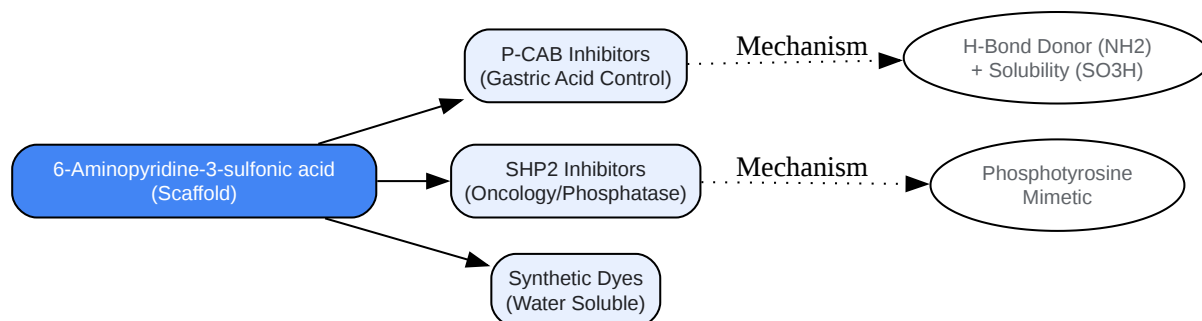 P-CAB Inhibitors
(Gastric Acid Control)
Mechanism
H-Bond Donor (NH2)
+ Solubility (SO3H)
6-Aminopyridine-3-sulfonic acid
(Scaffold)
SHP2 Inhibitors
(Oncology/Phosphatase)
Mechanism
Phosphotyrosine
Mimetic
Synthetic Dyes
(Water Soluble)